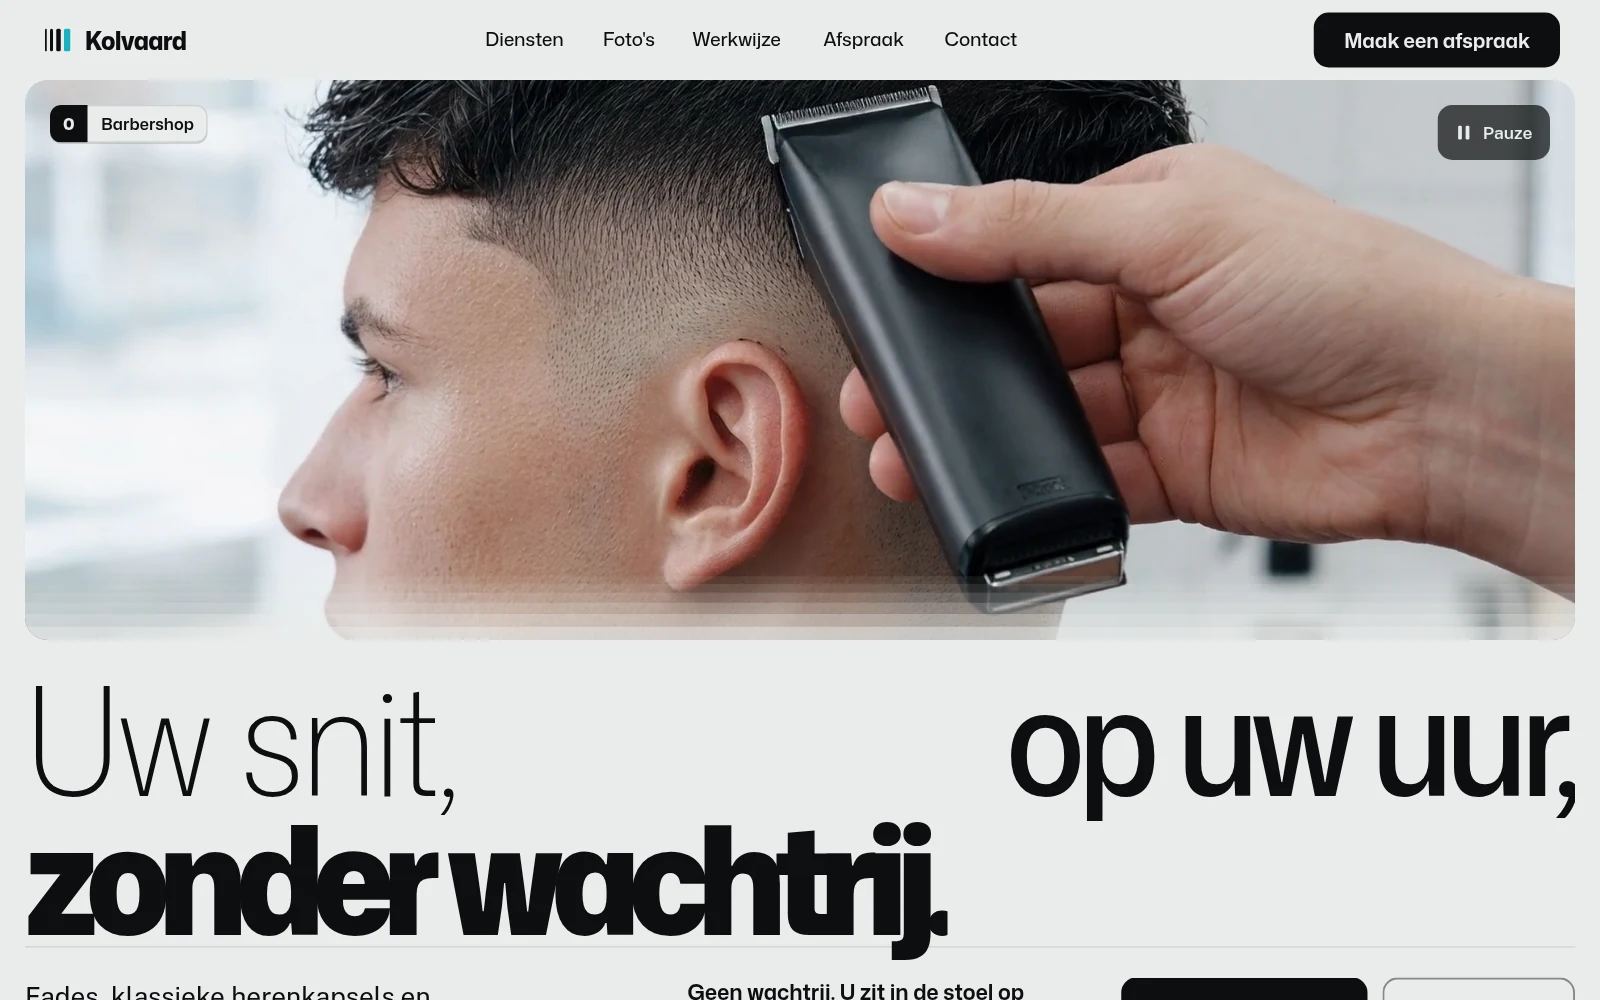 Kolvaard
Diensten
Foto's
Werkwijze
Afspraak
Contact
Maak een afspraak
0 Barbershop
Pauze
Uw snit,
op uw uur,
zonder wachtrij.
Fades, klassieke herenkapsels en
Geen wachtrij. U zit in de stoel op